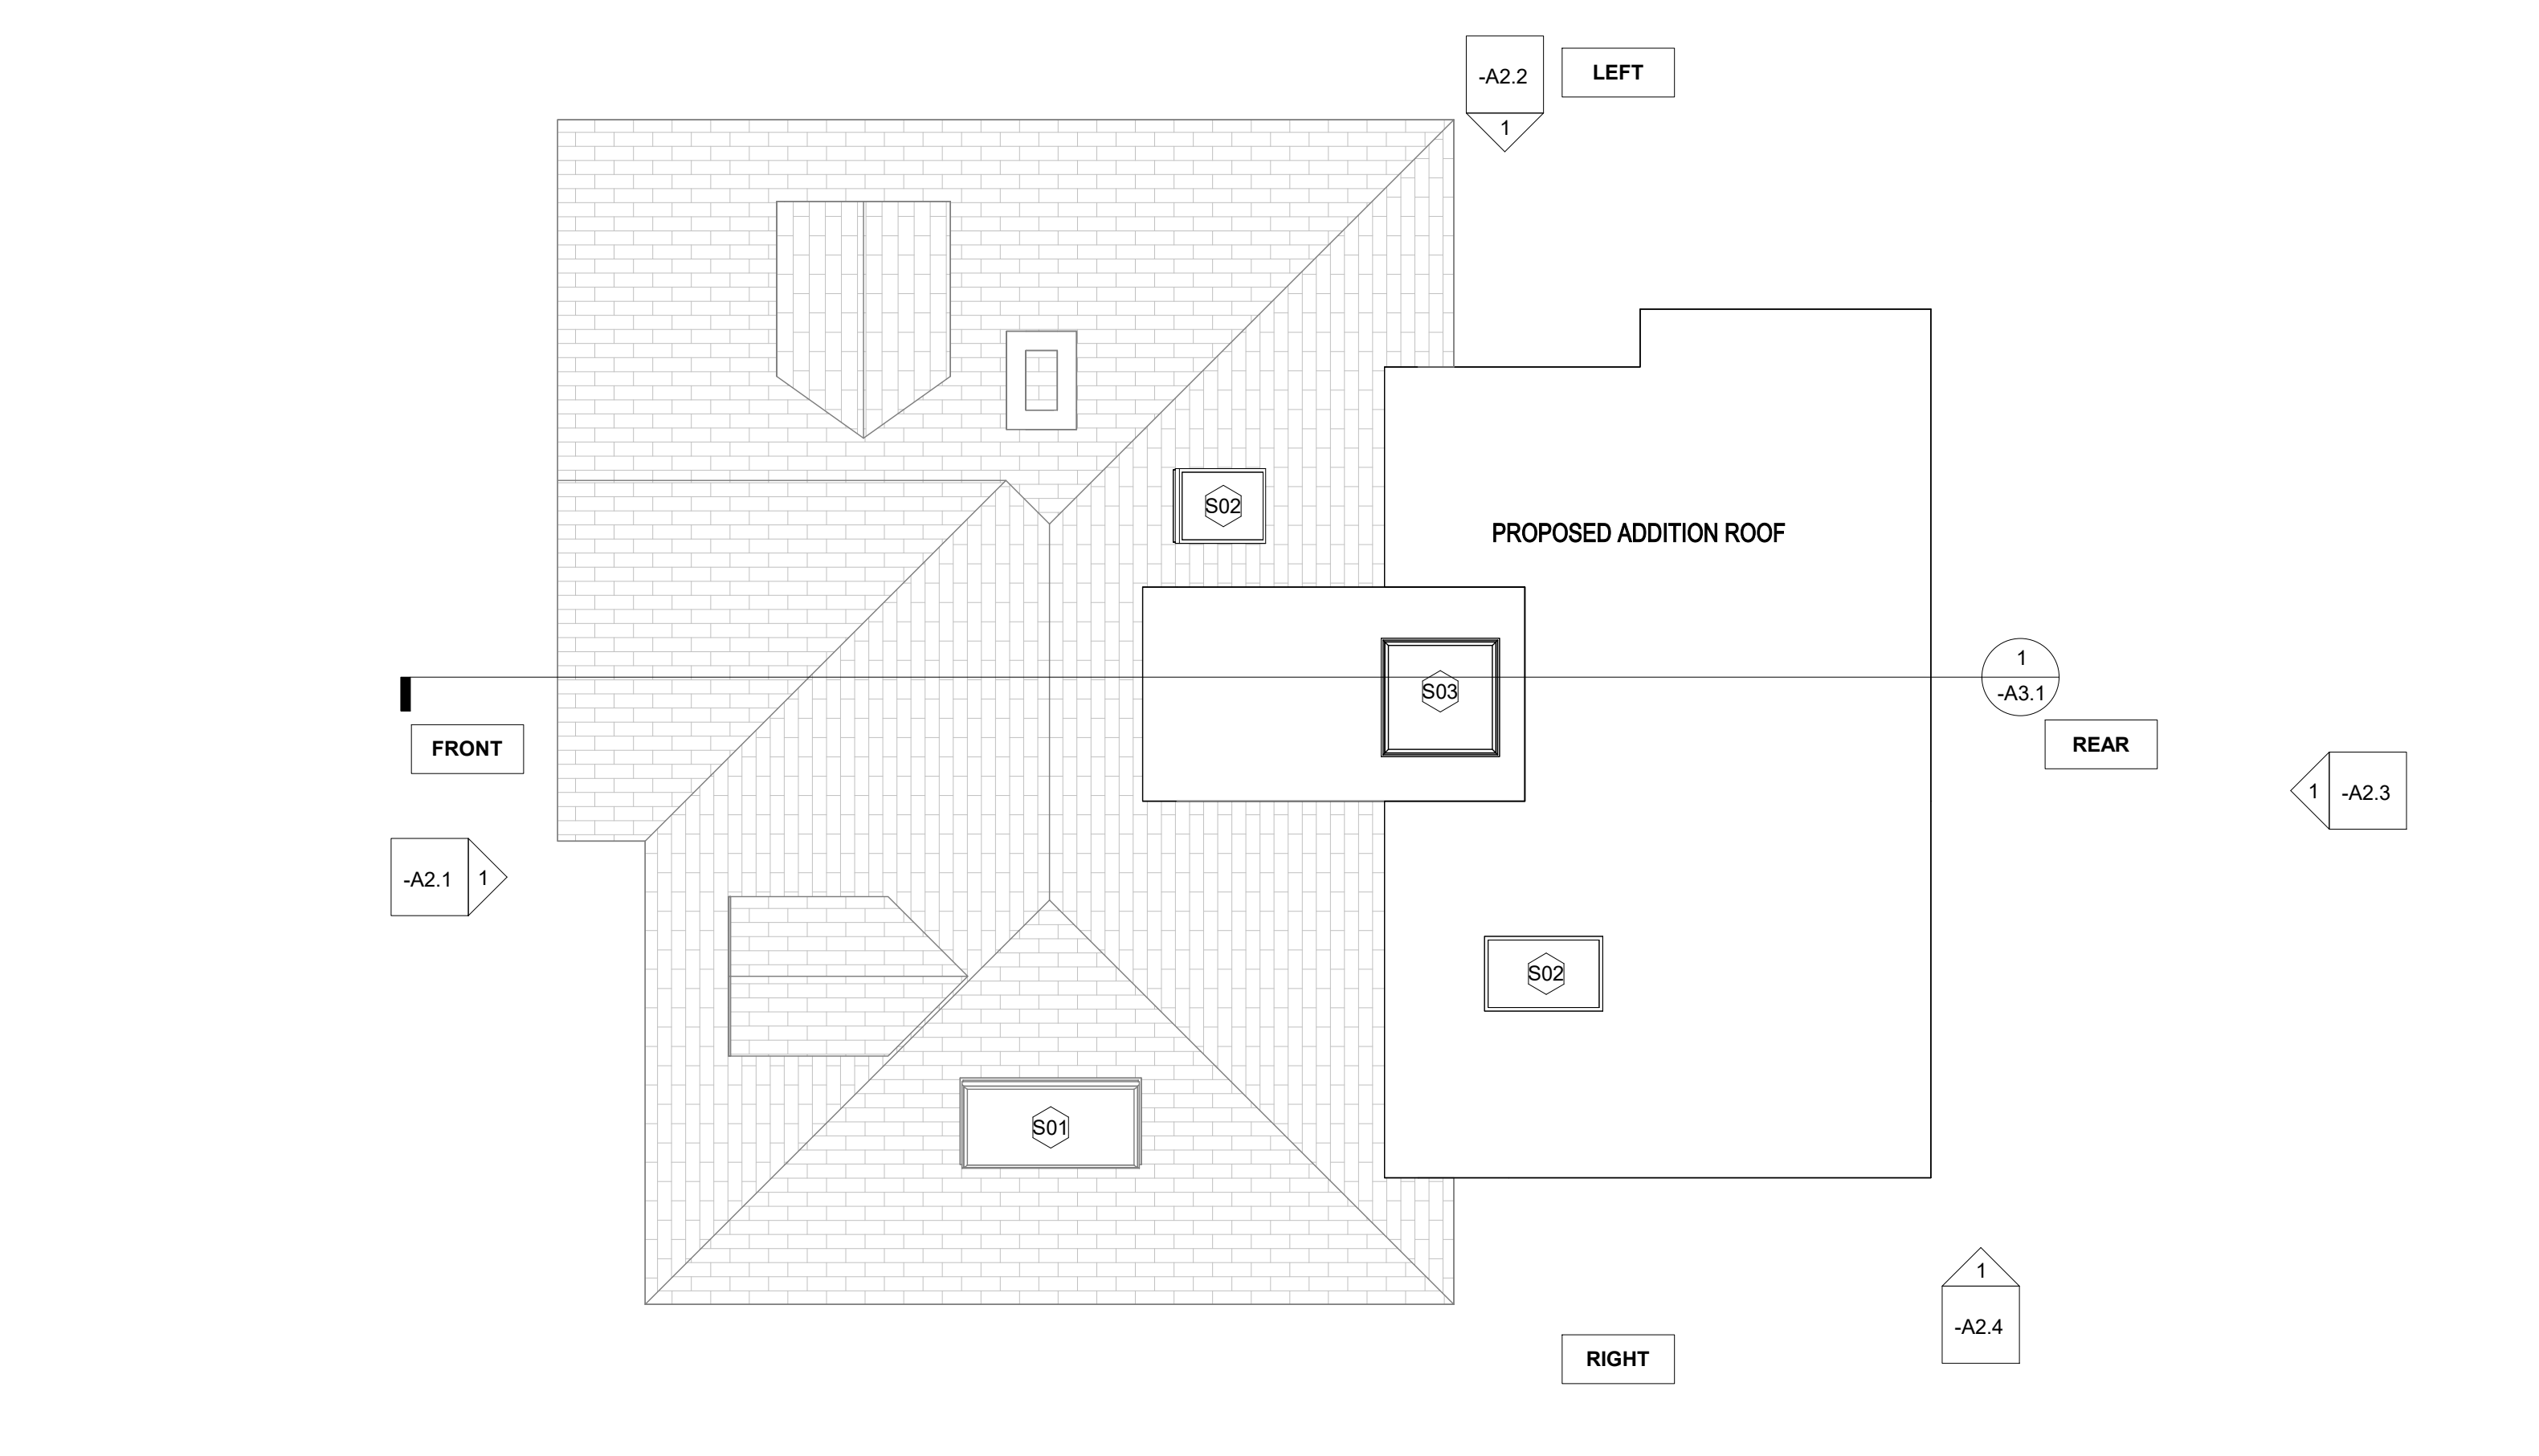 -A2.2
LEFT
1
S02
PROPOSED ADDITION ROOF
1
-A3.1
S03
FRONT
REAR
1
-A2.3
-A2.1
1
S02
S01
1
-A2.4
RIGHT